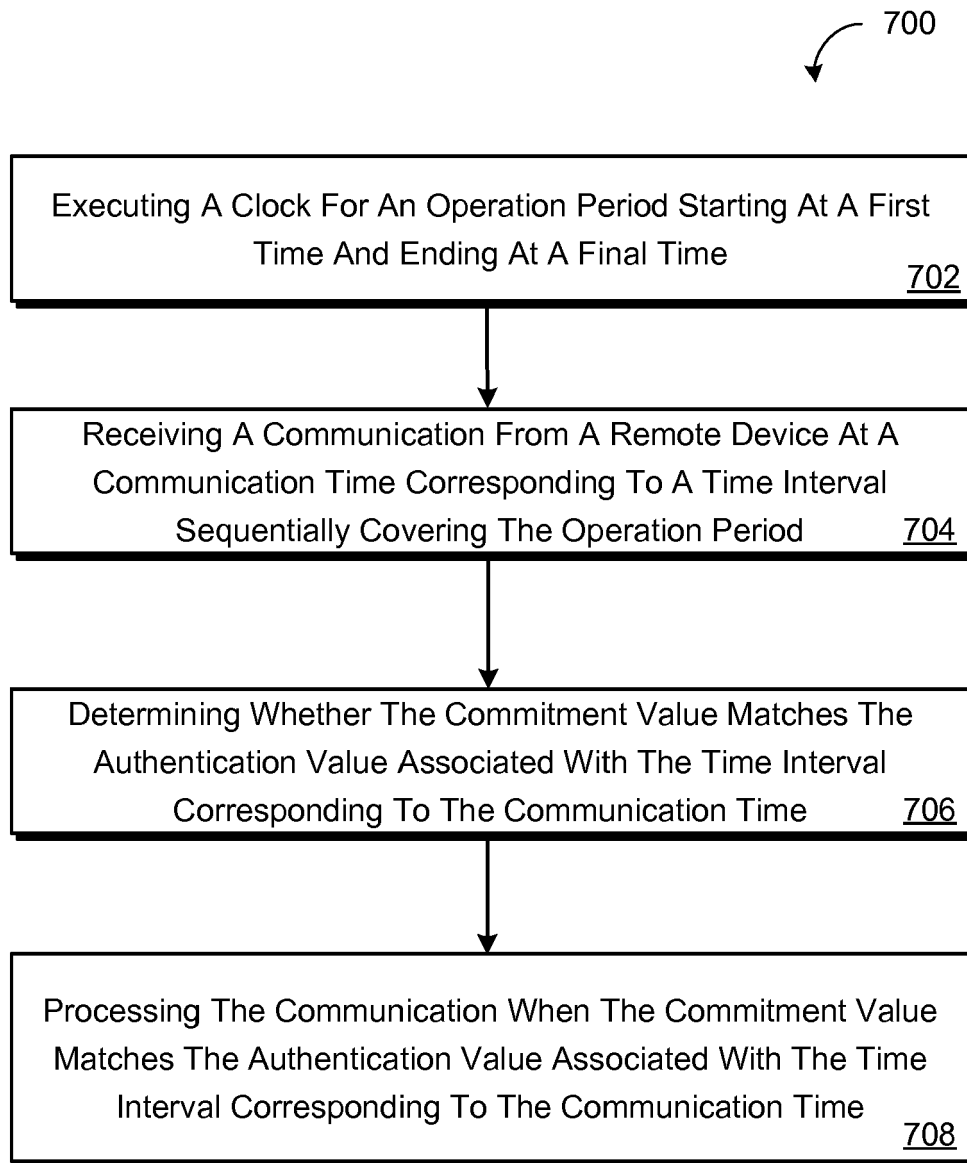 700
Executing A Clock For An Operation Period Starting At A First
Time And Ending At A Final Time
702
Receiving A Communication From A Remote Device At A
Communication Time Corresponding To A Time Interval
Sequentially Covering The Operation Period
704
Determining Whether The Commitment Value Matches The
Authentication Value Associated With The Time Interval
Corresponding To The Communication Time
706
Processing The Communication When The Commitment Value
Matches The Authentication Value Associated With The Time
Interval Corresponding To The Communication Time
708